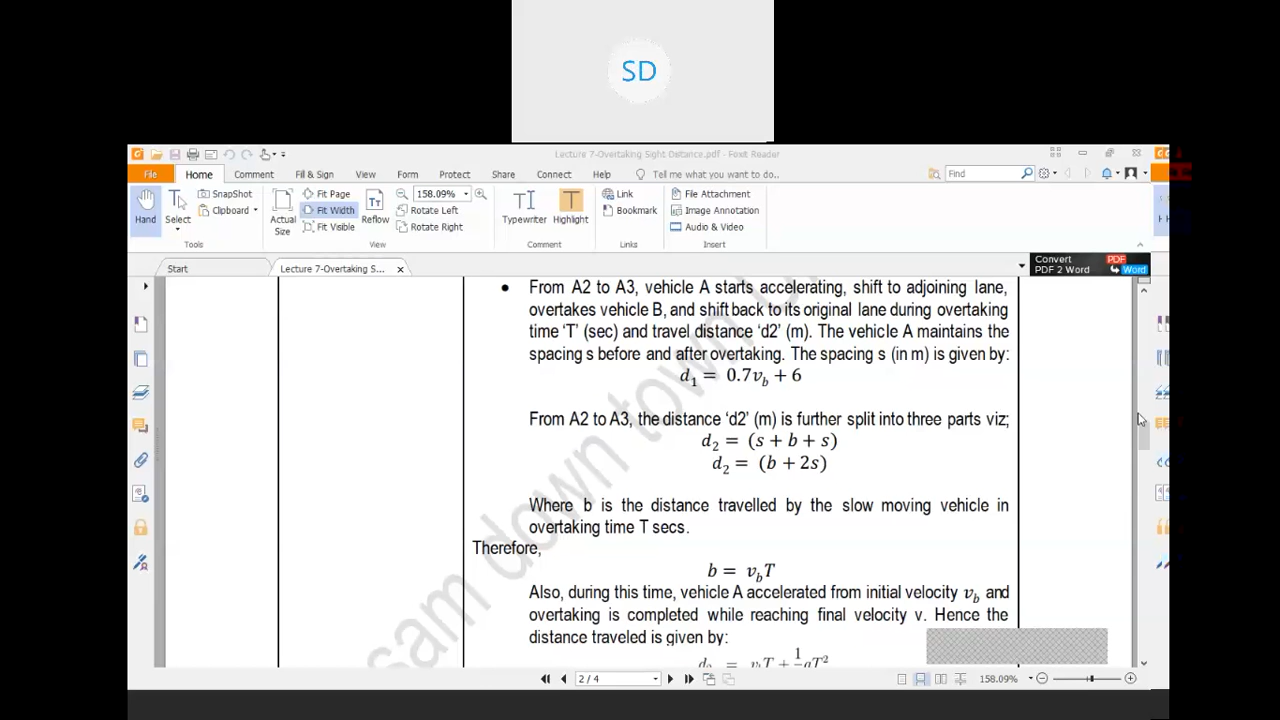 SD
Lecture 7-Overtaking Sight Distance.pdf - Foxit Reader
File Home Comment Fill & Sign View Form Protect Share Connect Help Tell me what you want to do.. Find
Hand
Select
SnapShot
Clipboard
Tools
Actual Size
Fit Page
Fit Width
Fit Visible
Reflow
158.09%
Rotate Left
Rotate Right
View
Typewriter
Highlight
Comment
Link
Bookmark
Links
File Attachment
Image Annotation
Audio & Video
Insert
Start
Lecture 7-Overtaking S...
Convert PDF
PDF 2 Word Word
• From A2 to A3, vehicle A starts accelerating, shift to adjoining lane,
overtakes vehicle B, and shift back to its original lane during overtaking
time 'T' (sec) and travel distance 'd2' (m). The vehicle A maintains the
spacing s before and after overtaking. The spacing s (in m) is given by:
d₁ = 0.7v_b + 6
From A2 to A3, the distance 'd2' (m) is further split into three parts viz;
d₂ = (s + b + s)
d₂ = (b + 2s)
Where b is the distance travelled by the slow moving vehicle in
overtaking time T secs.
Therefore,
b = v_bT
Also, during this time, vehicle A accelerated from initial velocity v_b and
overtaking is completed while reaching final velocity v. Hence the
distance traveled is given by:
sam down town
2 / 4
158.09%